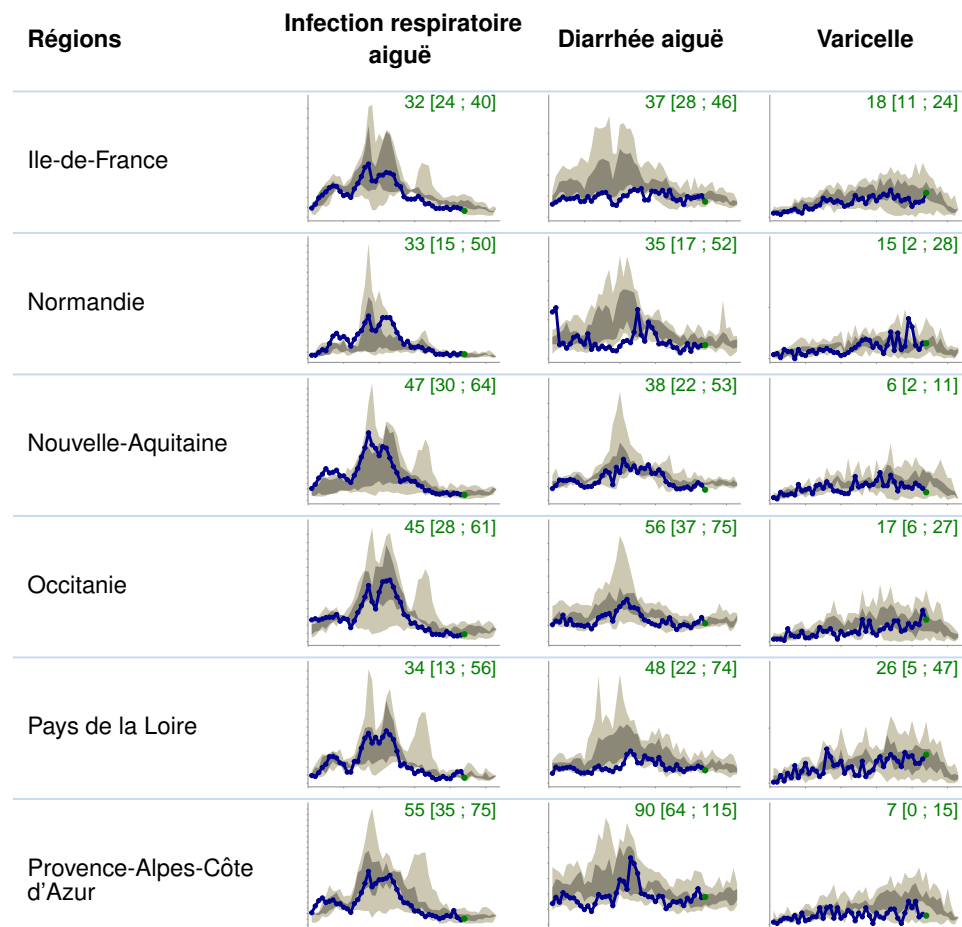 Régions
Infection respiratoire
aiguë
Diarrhée aiguë
Varicelle
Ile-de-France
32 [24 ; 40]
37 [28 ; 46]
18 [11 ; 24]
Normandie
33 [15 ; 50]
35 [17 ; 52]
15 [2 ; 28]
Nouvelle-Aquitaine
47 [30 ; 64]
38 [22 ; 53]
6 [2 ; 11]
Occitanie
45 [28 ; 61]
56 [37 ; 75]
17 [6 ; 27]
Pays de la Loire
34 [13 ; 56]
48 [22 ; 74]
26 [5 ; 47]
Provence-Alpes-Côte
d'Azur
55 [35 ; 75]
90 [64 ; 115]
7 [0 ; 15]